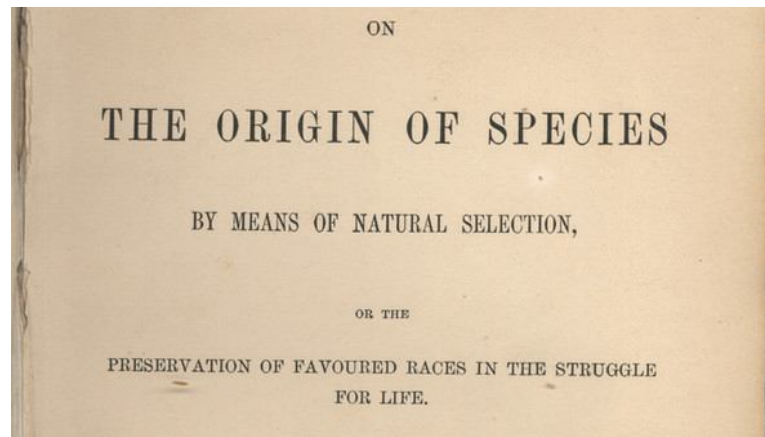 ON
THE ORIGIN OF SPECIES
BY MEANS OF NATURAL SELECTION,
OR THE
PRESERVATION OF FAVOURED RACES IN THE STRUGGLE
FOR LIFE.